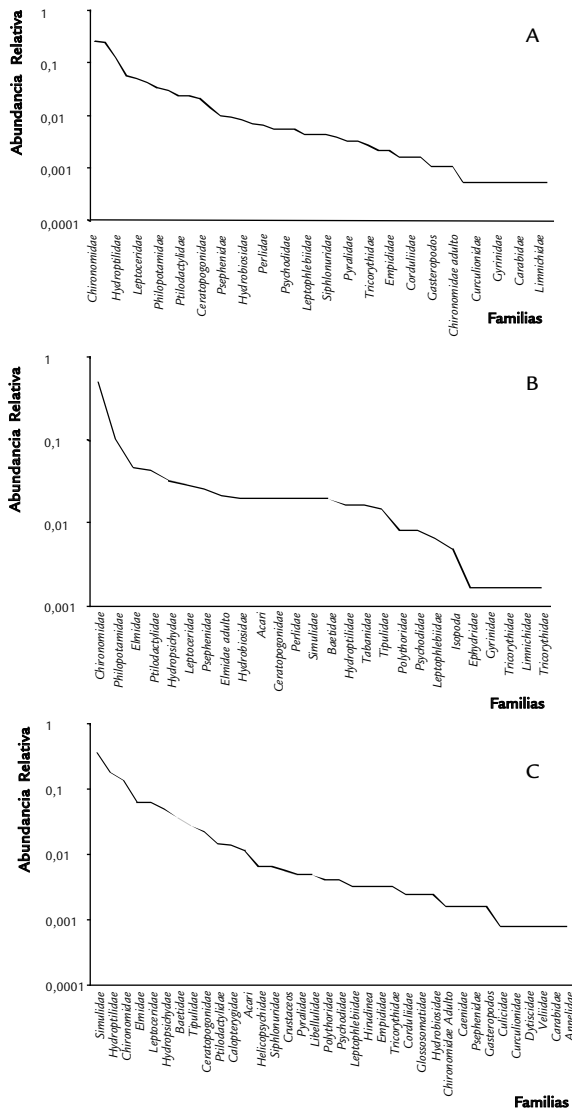 A
Abundancia Relativa
1
0,1
0,01
0,001
0,0001
Chironomidae
Hydroptilidae
Leptoceridae
Philopotamidae
Ptilodactylidae
Ceratopogonidae
Psephenidae
Hydrobiosidae
Perlidae
Psychodidae
Leptophlebiidae
Siphlonuridae
Pyralidae
Tricorythidae
Empididae
Corduliidae
Gasteropodos
Chironomidae adulto
Curculionidae
Gyrinidae
Carabidae
Limnichidae
Familias
B
Abundancia Relativa
1
0,1
0,01
0,001
Chironomidae
Philopotamidae
Elmidae
Ptilodactylidae
Hydropsichydae
Leptoceridae
Psephenidae
Elmidae adulto
Hydrobiosidae
Acari
Ceratopogonidae
Perlidae
Simulidae
Baetidae
Hydroptilidae
Tabanidae
Tipulidae
Polythoridae
Psychodidae
Leptophlebiidae
Isopoda
Ephydridae
Gyrinidae
Tricorythidae
Limnichidae
Tricorythidae
Familias
C
Abundancia Relativa
1
0,1
0,01
0,001
0,0001
Simulidae
Hydroptilidae
Chironomidae
Elmidae
Leptoceridae
Hydropsychydae
Baetidae
Tipulidae
Ceratopogonidae
Ptilodactylidae
Calopterygidae
Acari
Helicopsychidae
Siphlonuridae
Crustaceos
Pyralidae
Libellulidae
Polythoridae
Psychodidae
Leptophlebiidae
Hirudinea
Empididae
Tricorythidae
Corduliidae
Glossosomatidae
Hydrobiosidae
Chironomidae Adulto
Caenidae
Psephenidae
Gasteropodos
Culicidae
Curculionidae
Dytiscidae
Veliidae
Carabidae
Annelidae
Familias